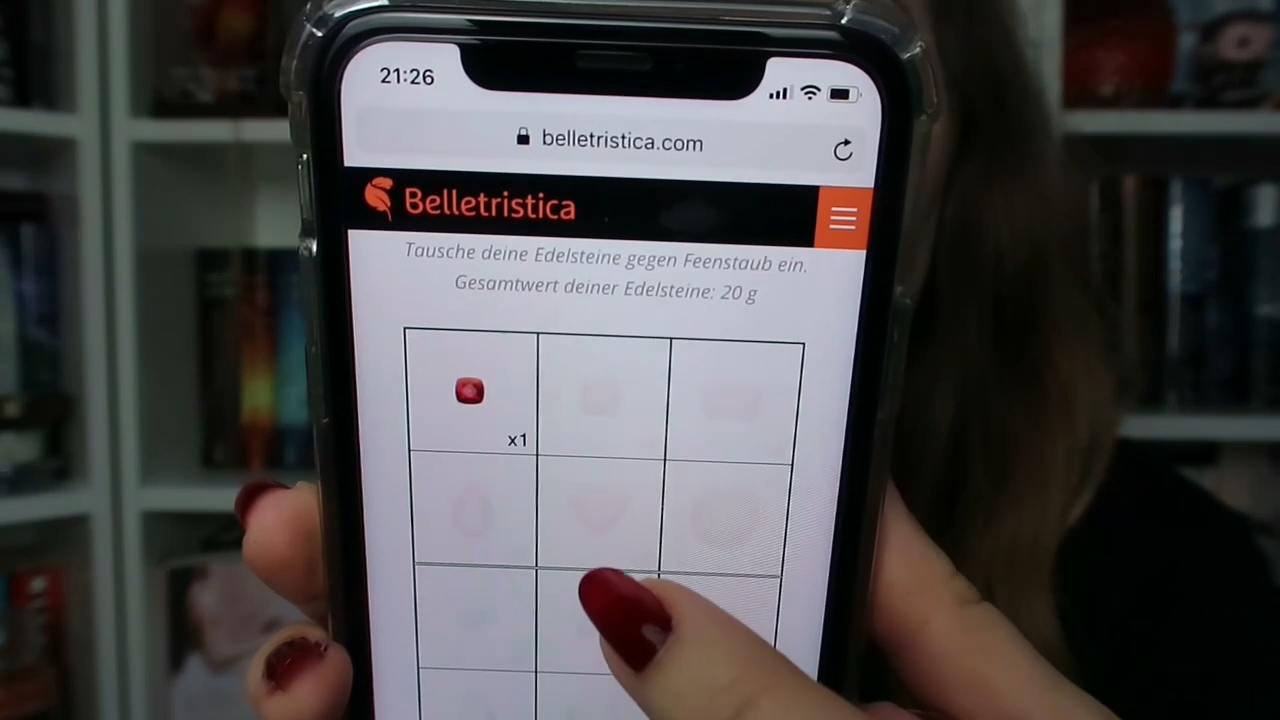 21:26
belletristica.com
Belletristica
Tausche deine Edelsteine gegen Feenstaub ein.
Gesamtwert deiner Edelsteine: 20 g
x1